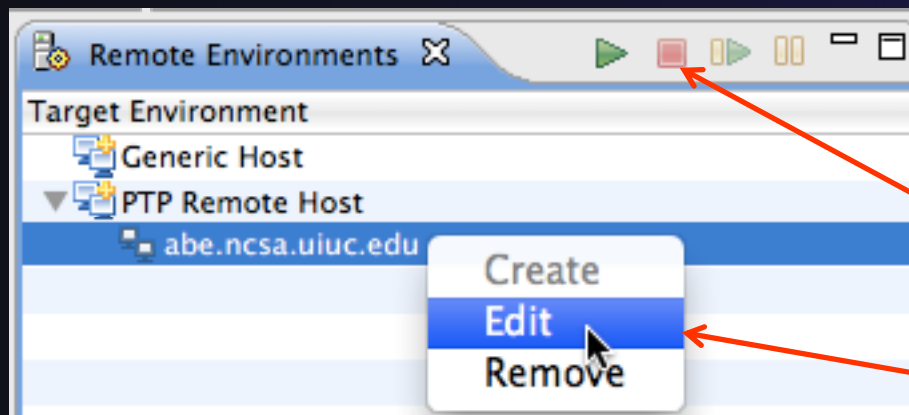 Remote Environments
Target Environment
Generic Host
PTP Remote Host
abe.ncsa.uiuc.edu
Create
Edit
Remove